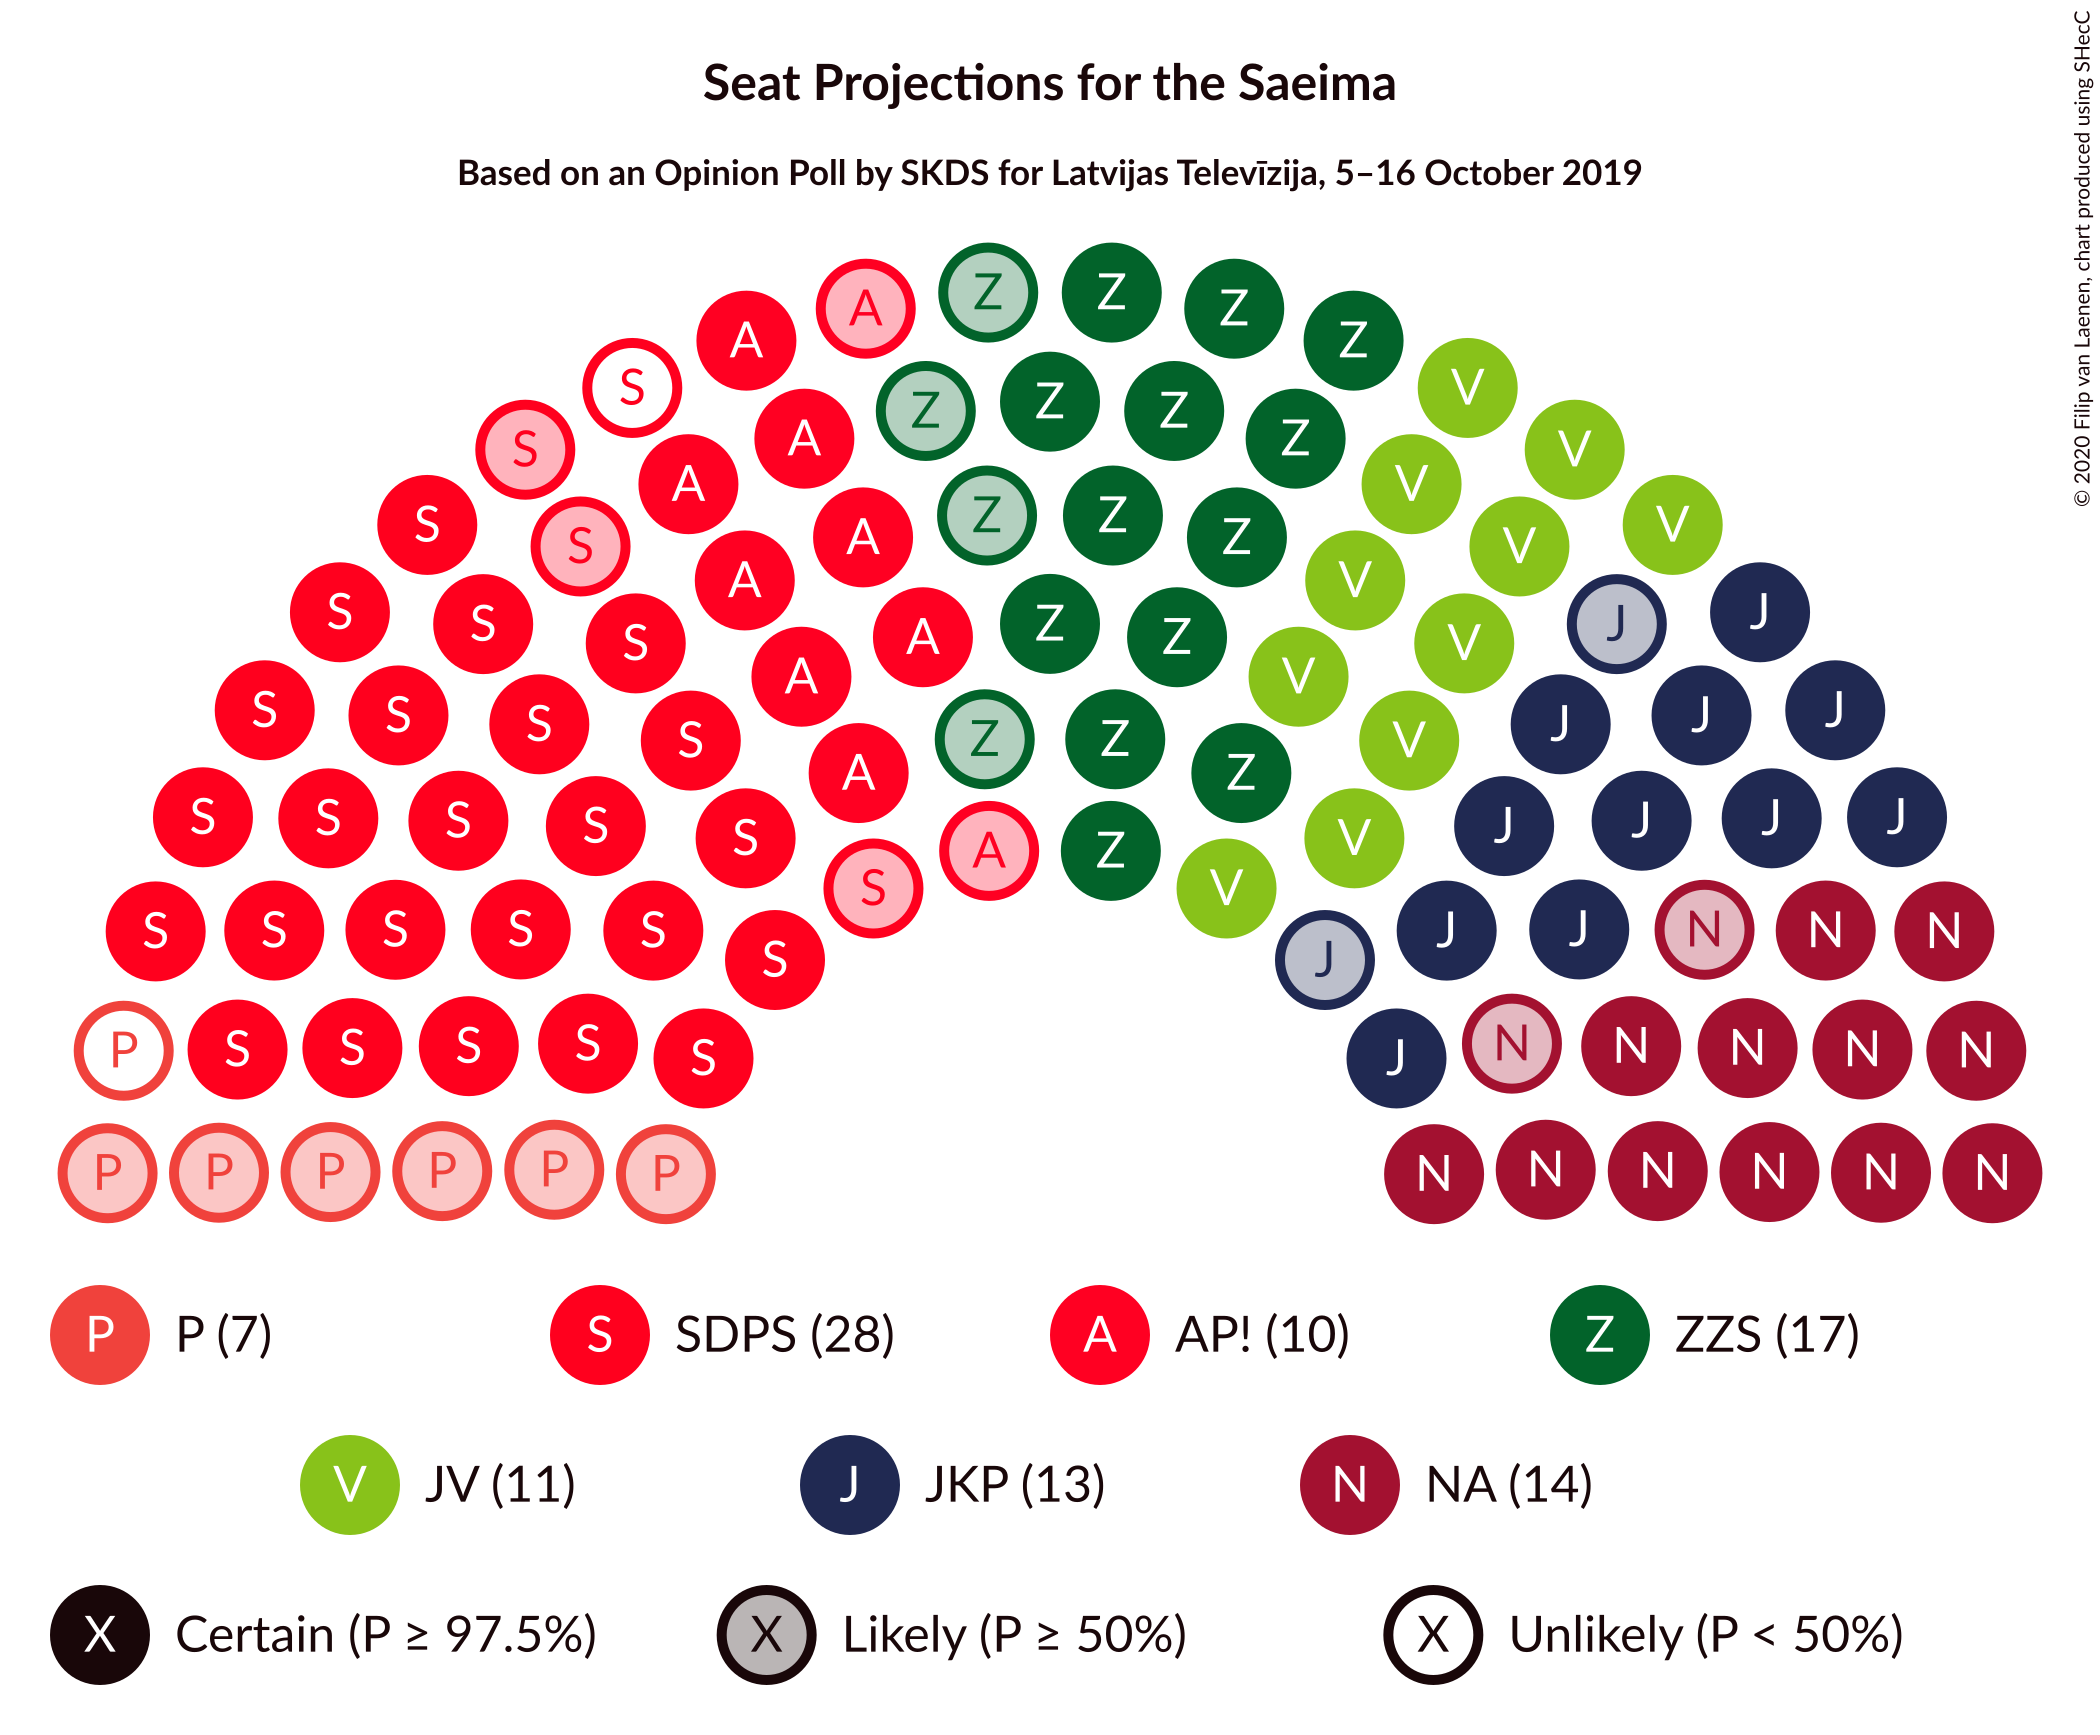 Seat Projections for the Saeima
Based on an Opinion Poll by SKDS for Latvijas Televīzija, 5–16 October 2019
© 2020 Filip van Laenen, chart produced using SHecC
Z Z
A Z
A Z
S V
Z
Z Z
A Z
S V
A V
Z Z
S V
A Z
S V
A V
S J
Z
A Z
S V
S J
A V
S V
S J
S J
S J
Z Z
A Z
S V
S J
S J
S J
S J
S V
A Z
S V
S J
S J
S N
S N
S N
S J
S J
S N
S N
S N
P N
S J
P P P P P P N N N N N N
P P (7) S SDPS (28) A AP! (10) Z ZZS (17)
V JV (11) J JKP (13) N NA (14)
X Certain (P ≥ 97.5%) X Likely (P ≥ 50%) X Unlikely (P < 50%)